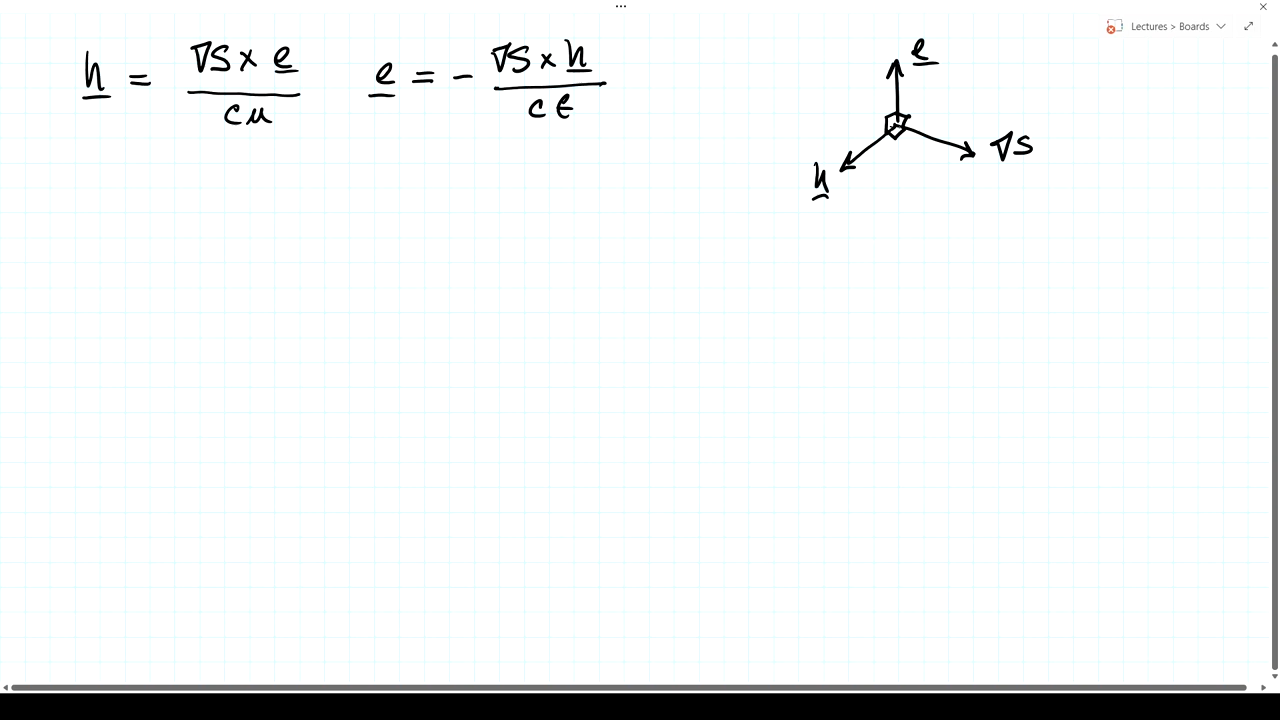 Lectures > Boards
h = ∇S × e / cμ    e = - ∇S × h / cε
e
∇S
h